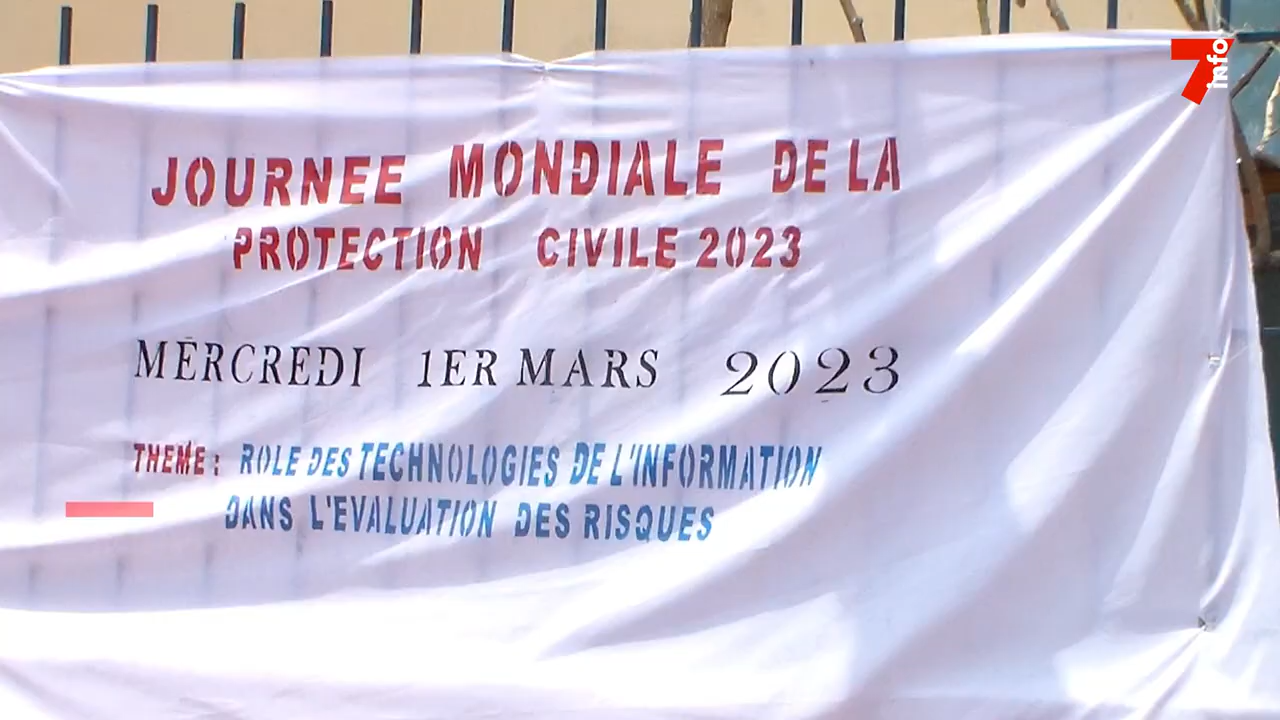 7 info
JOURNEE MONDIALE DE LA
PROTECTION CIVILE 2023
MERCREDI 1ER MARS 2023
THEME : ROLE DES TECHNOLOGIES DE L'INFORMATION
DANS L'EVALUATION DES RISQUES